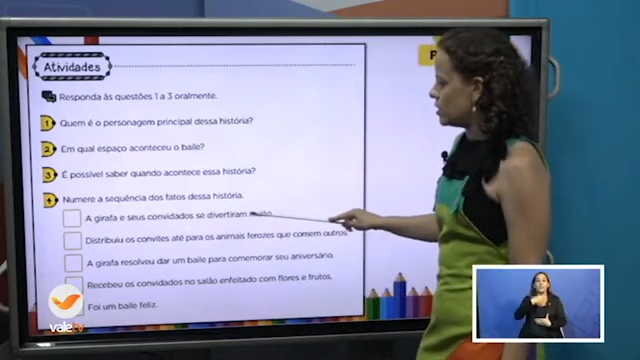 Atividades
P
Responda às questões 1 a 3 oralmente.
1 Quem é o personagem principal dessa história?
2 Em qual espaço aconteceu o baile?
3 É possível saber quando acontece essa história?
4 Numere a sequência dos fatos dessa história.
A girafa e seus convidados se divertiram muito.
Distribuiu os convites até para os animais ferozes que comem outros.
A girafa resolveu dar um baile para comemorar seu aniversário.
Recebeu os convidados no salão enfeitado com flores e frutos.
Foi um baile feliz.
vale tv